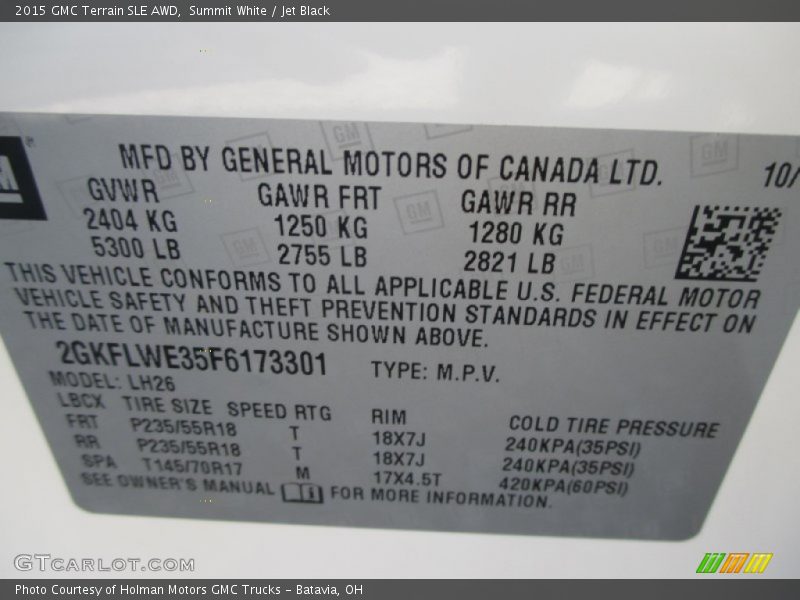 2015 GMC Terrain SLE AWD, Summit White / Jet Black
MFD BY GENERAL MOTORS OF CANADA LTD. 10/
GVWR GAWR FRT GAWR RR
2404 KG 1250 KG 1280 KG
5300 LB 2755 LB 2821 LB
THIS VEHICLE CONFORMS TO ALL APPLICABLE U.S. FEDERAL MOTOR
VEHICLE SAFETY AND THEFT PREVENTION STANDARDS IN EFFECT ON
THE DATE OF MANUFACTURE SHOWN ABOVE.
2GKFLWE35F6173301 TYPE: M.P.V.
MODEL: LH26
LBCX TIRE SIZE SPEED RTG RIM COLD TIRE PRESSURE
FRT P235/55R18 T 18X7J 240KPA(35PSI)
RR P235/55R18 T 18X7J 240KPA(35PSI)
SPA T145/70R17 M 17X4.5T 420KPA(60PSI)
SEE OWNER'S MANUAL FOR MORE INFORMATION.
GTCARLOT.COM
Photo Courtesy of Holman Motors GMC Trucks - Batavia, OH